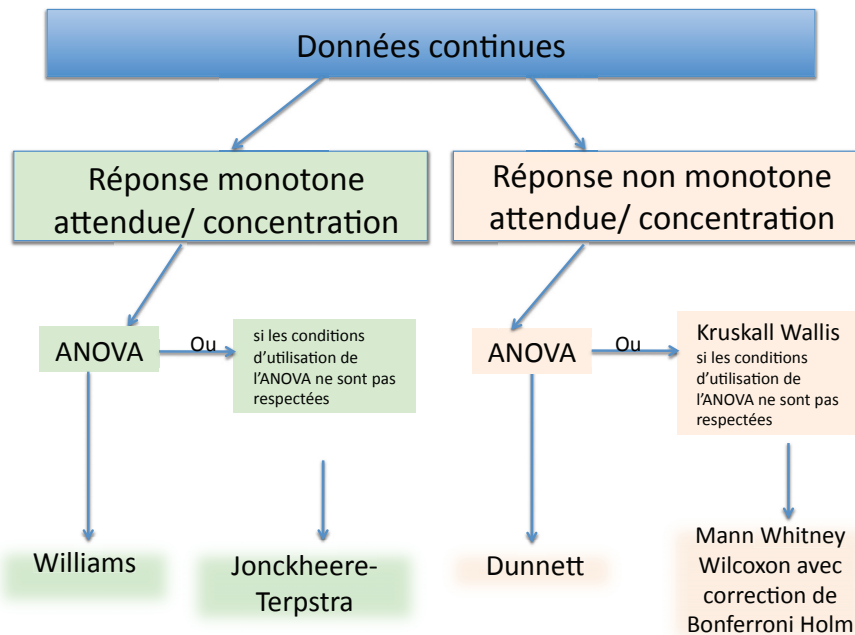 Données continues
Réponse monotone
attendue/ concentration
Réponse non monotone
attendue/ concentration
ANOVA
Ou
si les conditions
d'utilisation de
l'ANOVA ne sont pas
respectées
ANOVA
Ou
Kruskall Wallis
si les conditions
d'utilisation de
l'ANOVA ne sont pas
respectées
Williams
Jonckheere-
Terpstra
Dunnett
Mann Whitney
Wilcoxon avec
correction de
Bonferroni Holm